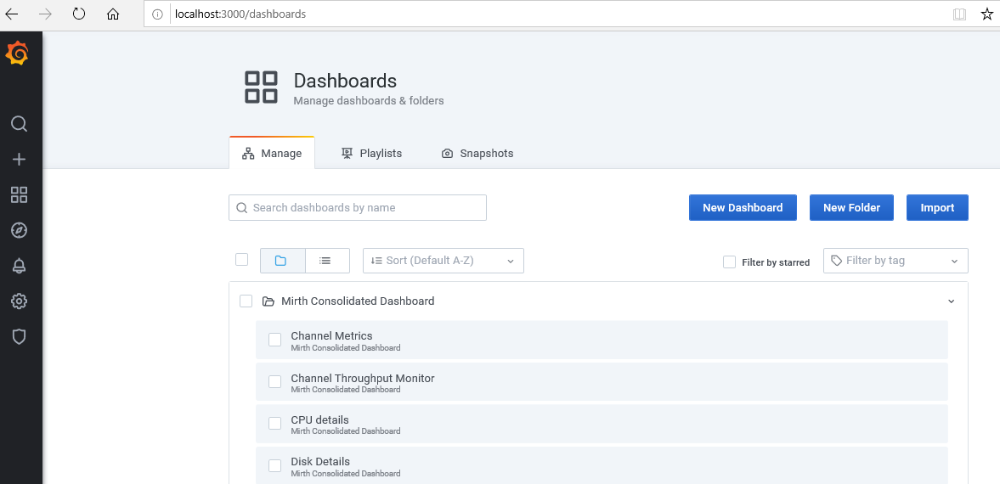 localhost:3000/dashboards
Dashboards
Manage dashboards & folders
Manage
Playlists
Snapshots
Search dashboards by name
New Dashboard
New Folder
Import
Sort (Default A-Z)
Filter by starred
Filter by tag
Mirth Consolidated Dashboard
Channel Metrics
Mirth Consolidated Dashboard
Channel Throughput Monitor
Mirth Consolidated Dashboard
CPU details
Mirth Consolidated Dashboard
Disk Details
Mirth Consolidated Dashboard